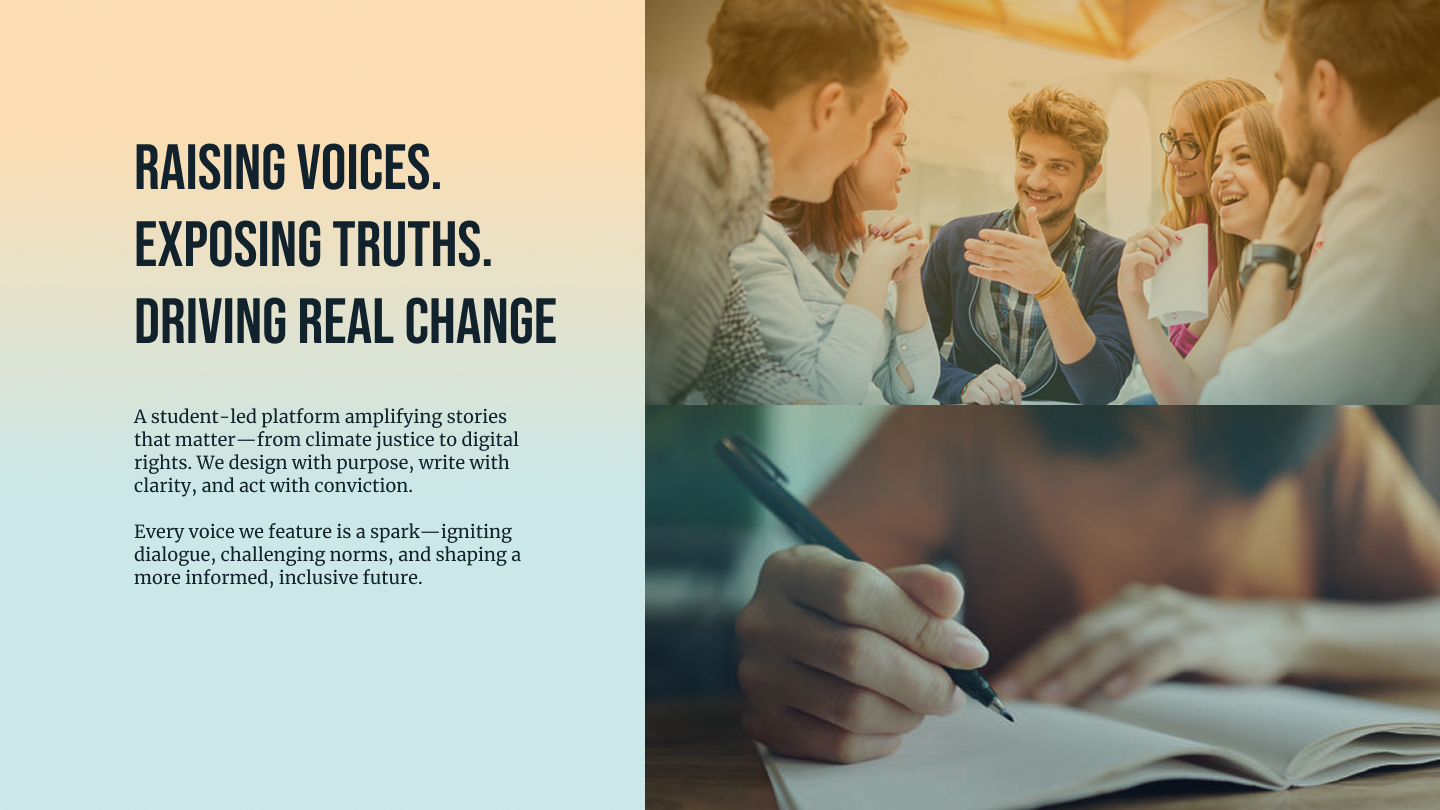 RAISING VOICES.
EXPOSING TRUTHS.
DRIVING REAL CHANGE
A student-led platform amplifying stories
that matter—from climate justice to digital
rights. We design with purpose, write with
clarity, and act with conviction.
Every voice we feature is a spark—igniting
dialogue, challenging norms, and shaping a
more informed, inclusive future.